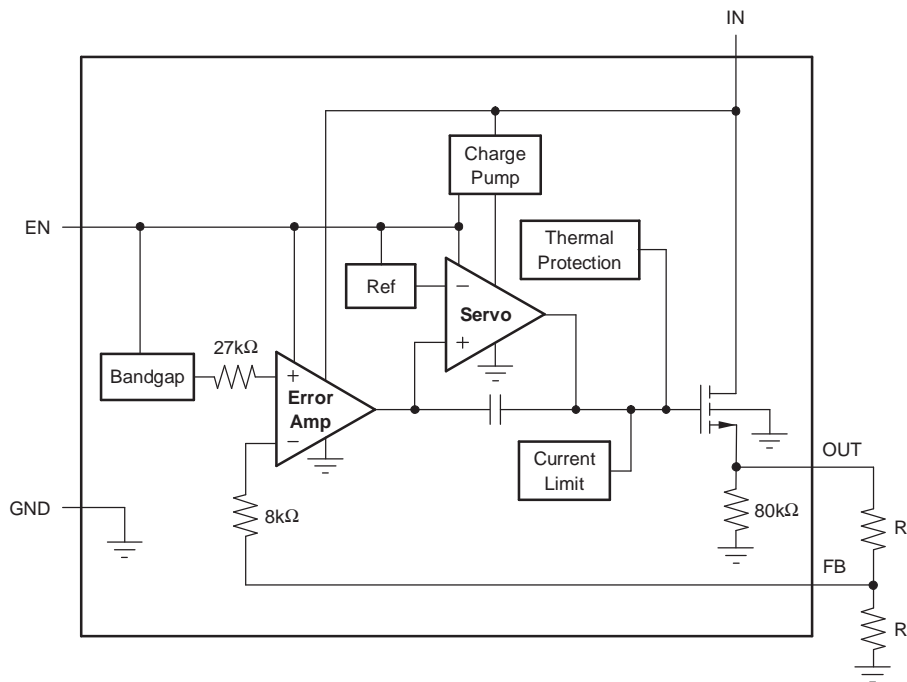 IN
Charge
Pump
EN
Thermal
Protection
Ref
−
Servo
+
27kΩ
Bandgap
+
Error
Amp
−
Current
Limit
OUT
GND
8kΩ
80kΩ
R
FB
R